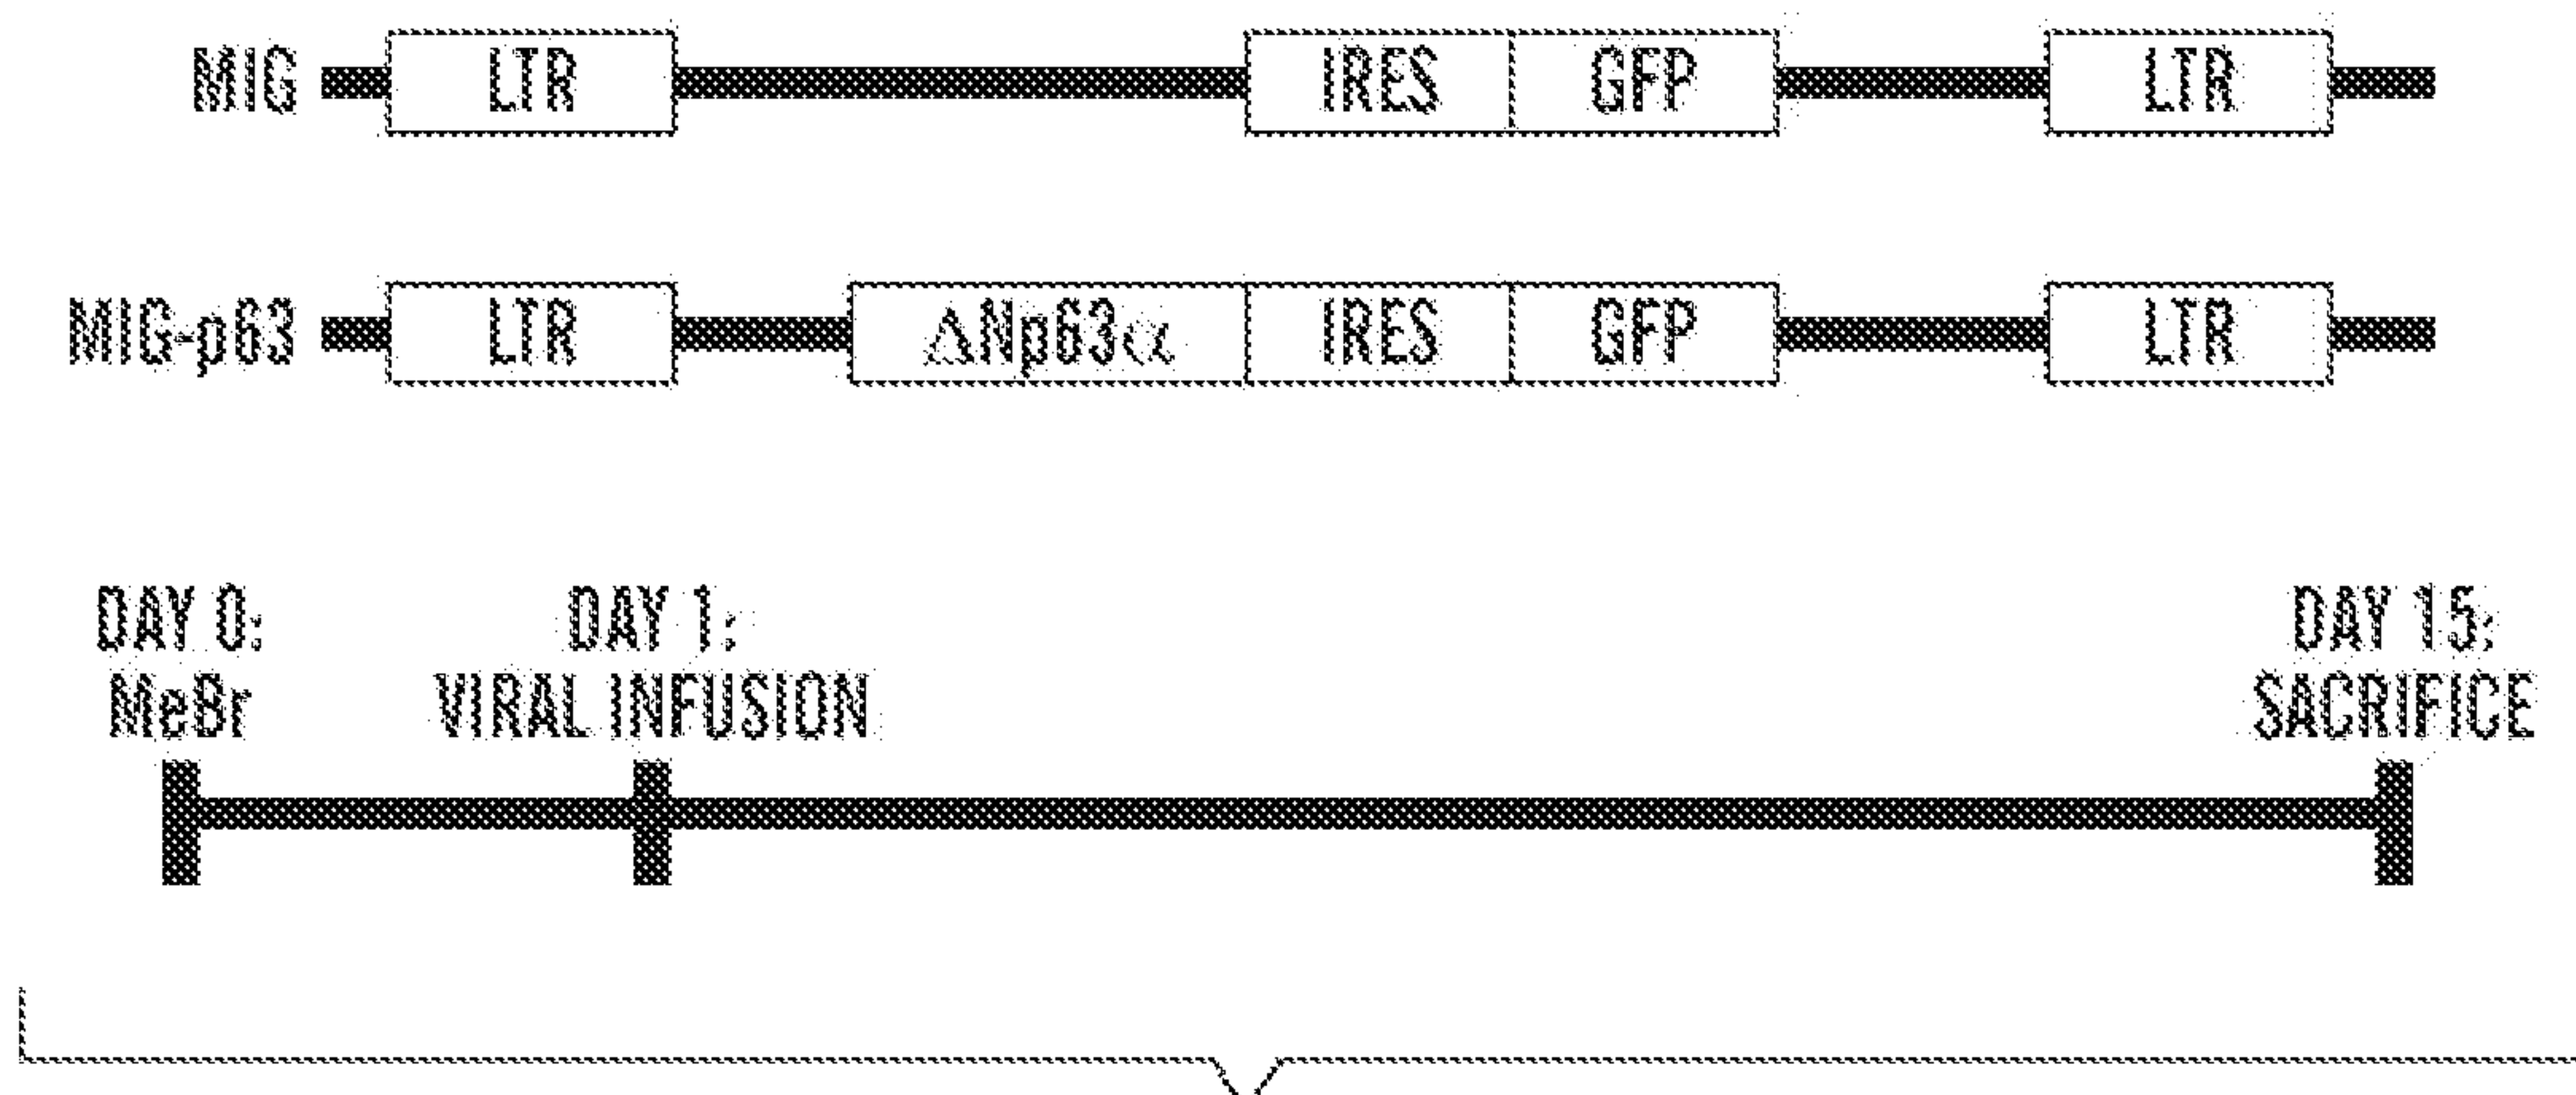 MIG LTR IRES GFP LTR
MIG-p63 LTR ΔNp63α IRES GFP LTR
DAY 0:
MeBr
DAY 1:
VIRAL INFUSION
DAY 15:
SACRIFICE